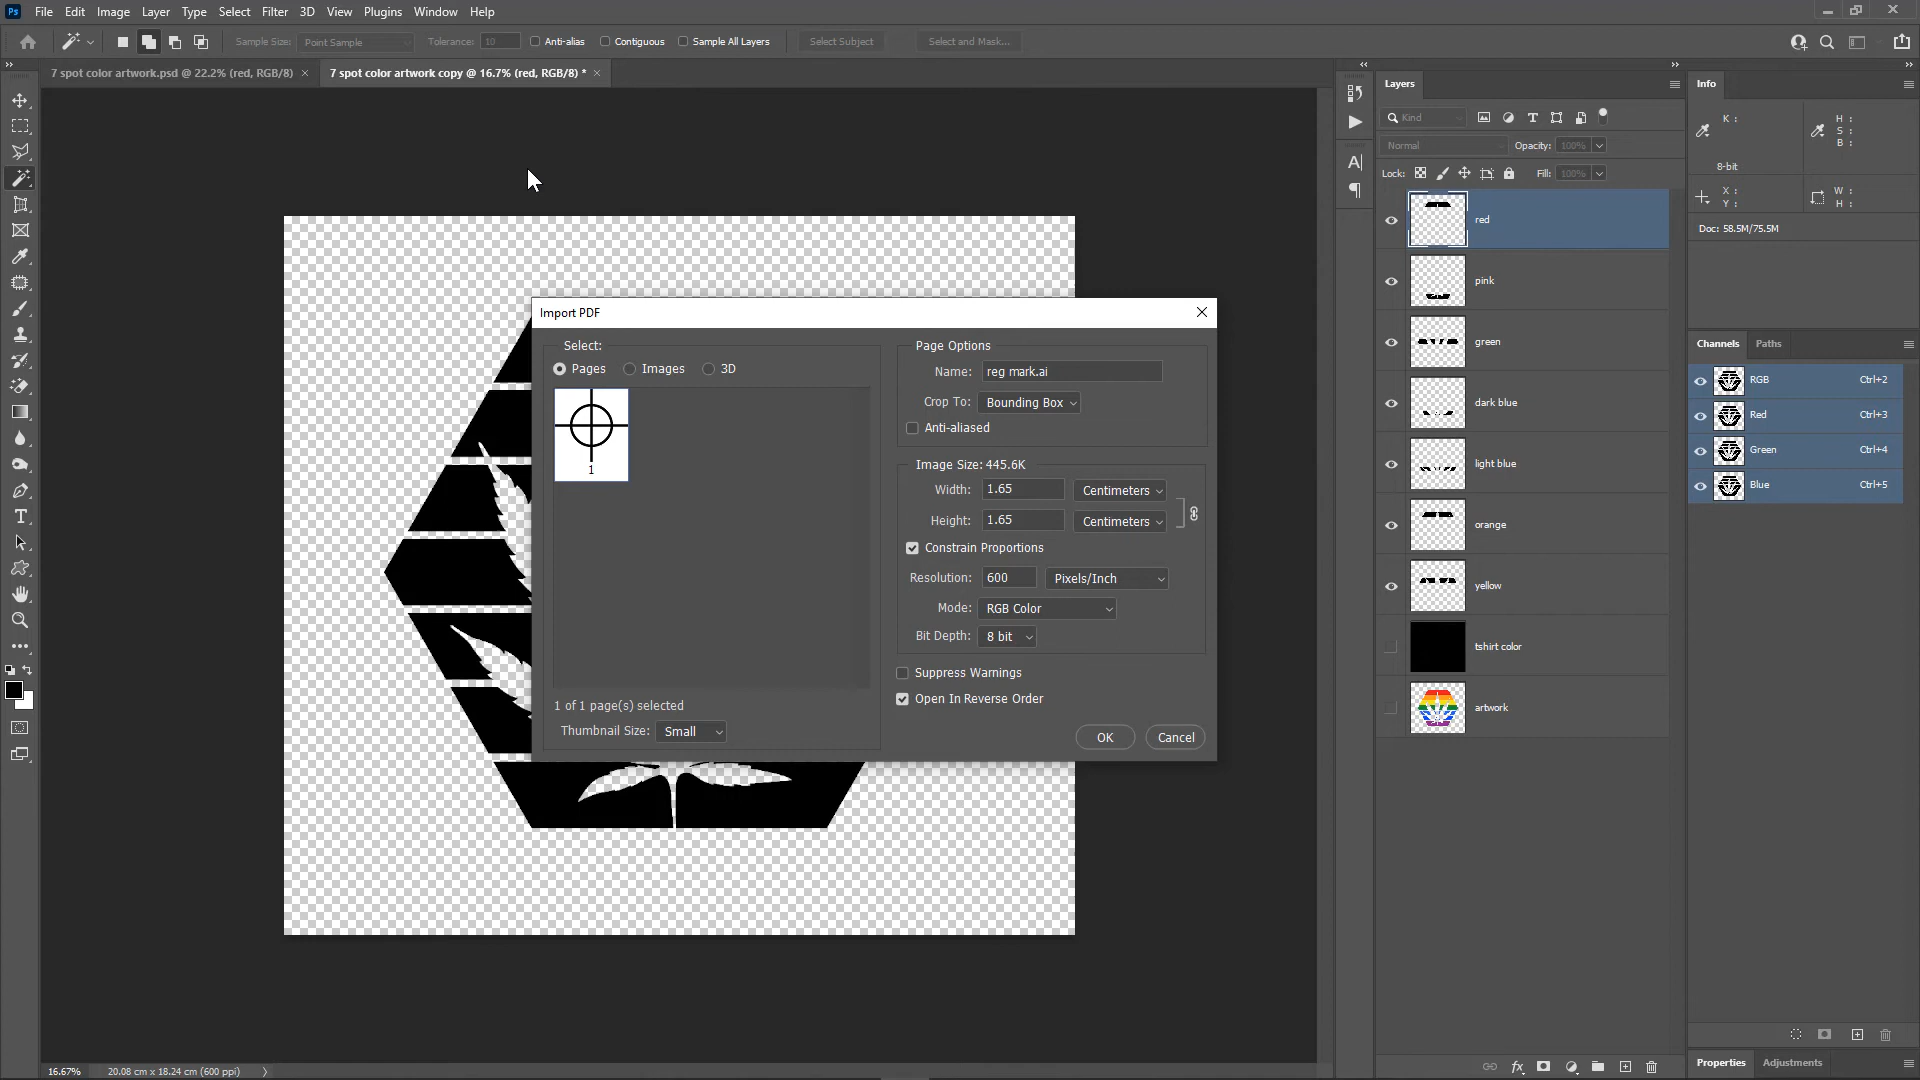 Ps File Edit Image Layer Type Select Filter 3D View Plugins Window Help
Sample Size: Point Sample Tolerance: 10 Anti-alias Contiguous Sample All Layers Select Subject Select and Mask...
7 spot color artwork.psd @ 22.2% (red, RGB/8) × 7 spot color artwork copy @ 16.7% (red, RGB/8) * ×
Import PDF
Select:
Pages Images 3D
1
1 of 1 page(s) selected
Thumbnail Size: Small
Page Options
Name: reg mark.ai
Crop To: Bounding Box
Anti-aliased
Image Size: 445.6K
Width: 1.65 Centimeters
Height: 1.65 Centimeters
Constrain Proportions
Resolution: 600 Pixels/Inch
Mode: RGB Color
Bit Depth: 8 bit
Suppress Warnings
Open In Reverse Order
OK Cancel
Layers
Kind
Normal Opacity: 100%
Lock: Fill: 100%
red
pink
green
dark blue
light blue
orange
yellow
tshirt color
artwork
Info
K : H :
S :
B :
8-bit
X : W :
Y : H :
Doc: 58.5M/75.5M
Channels Paths
RGB Ctrl+2
Red Ctrl+3
Green Ctrl+4
Blue Ctrl+5
Properties Adjustments
16.67% 20.08 cm x 18.24 cm (600 ppi)